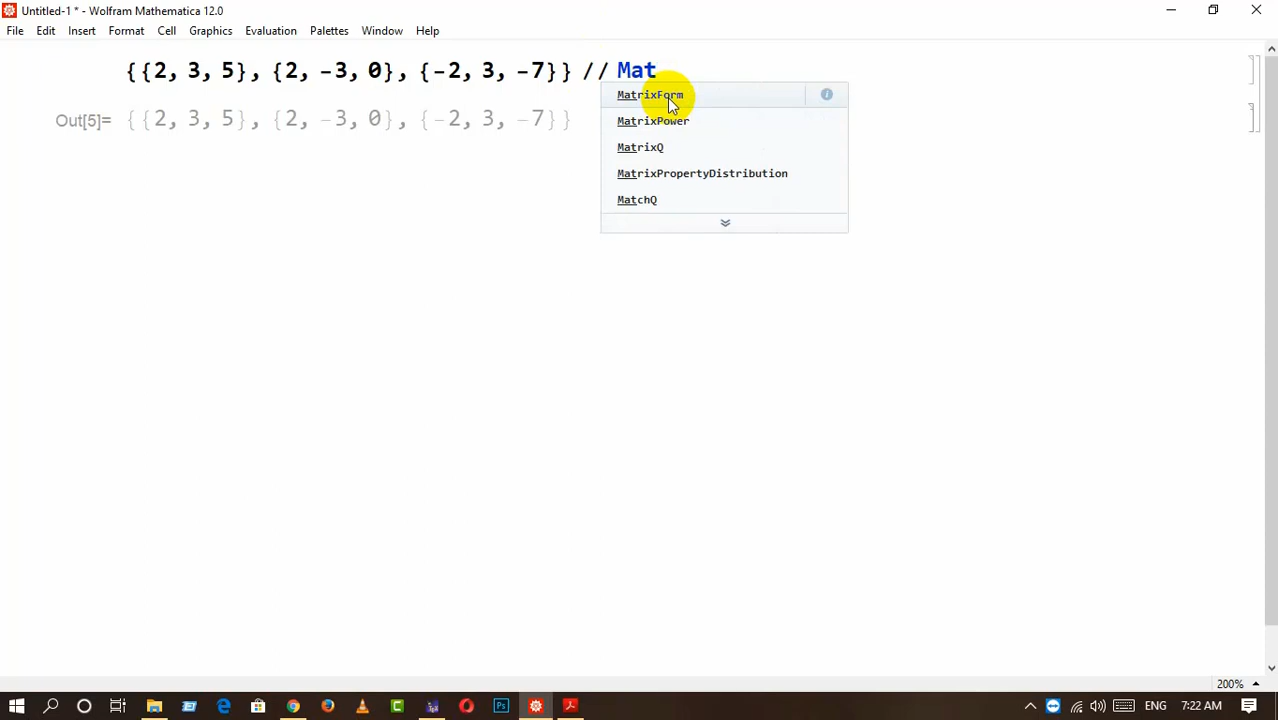 Untitled-1 * - Wolfram Mathematica 12.0
File Edit Insert Format Cell Graphics Evaluation Palettes Window Help
{{2, 3, 5}, {2, -3, 0}, {-2, 3, -7}} // Mat
MatrixForm
Out[5]= {{2, 3, 5}, {2, -3, 0}, {-2, 3, -7}}
MatrixPower
MatrixQ
MatrixPropertyDistribution
MatchQ
200%
ENG 7:22 AM